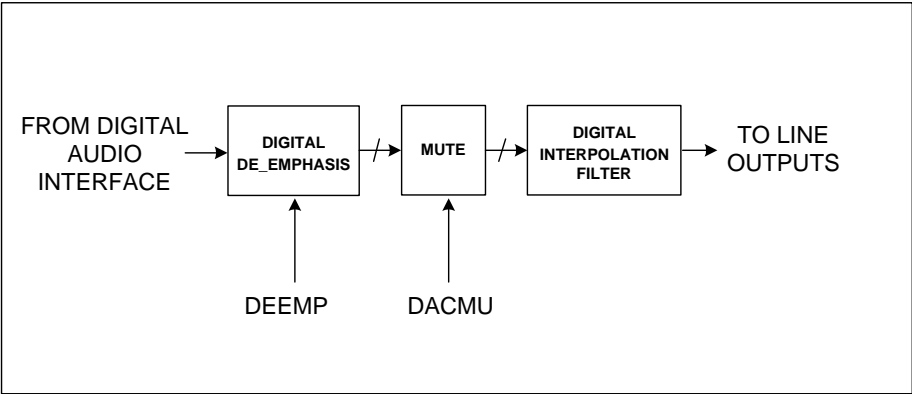 FROM DIGITAL
AUDIO
INTERFACE
DIGITAL
DE_EMPHASIS
MUTE
DIGITAL
INTERPOLATION
FILTER
TO LINE
OUTPUTS
DEEMP
DACMU